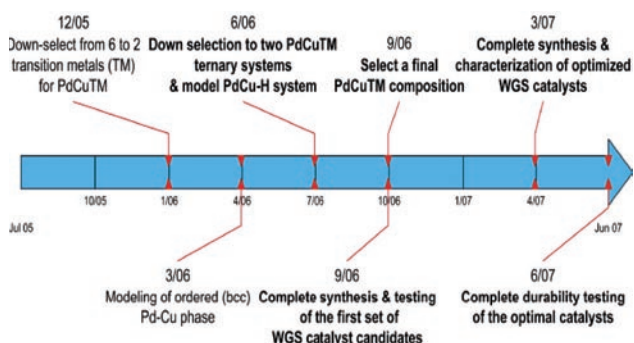 12/05
Down-select from 6 to 2
transition metals (TM)
for PdCuTM
6/06
Down selection to two PdCuTM
ternary systems
& model PdCu-H system
9/06
Select a final
PdCuTM composition
3/07
Complete synthesis &
characterization of optimized
WGS catalysts
10/05
1/06
4/06
7/06
10/06
1/07
4/07
Jul 05
Jun 07
3/06
Modeling of ordered (bcc)
Pd-Cu phase
9/06
Complete synthesis & testing
of the first set of
WGS catalyst candidates
6/07
Complete durability testing
of the optimal catalysts